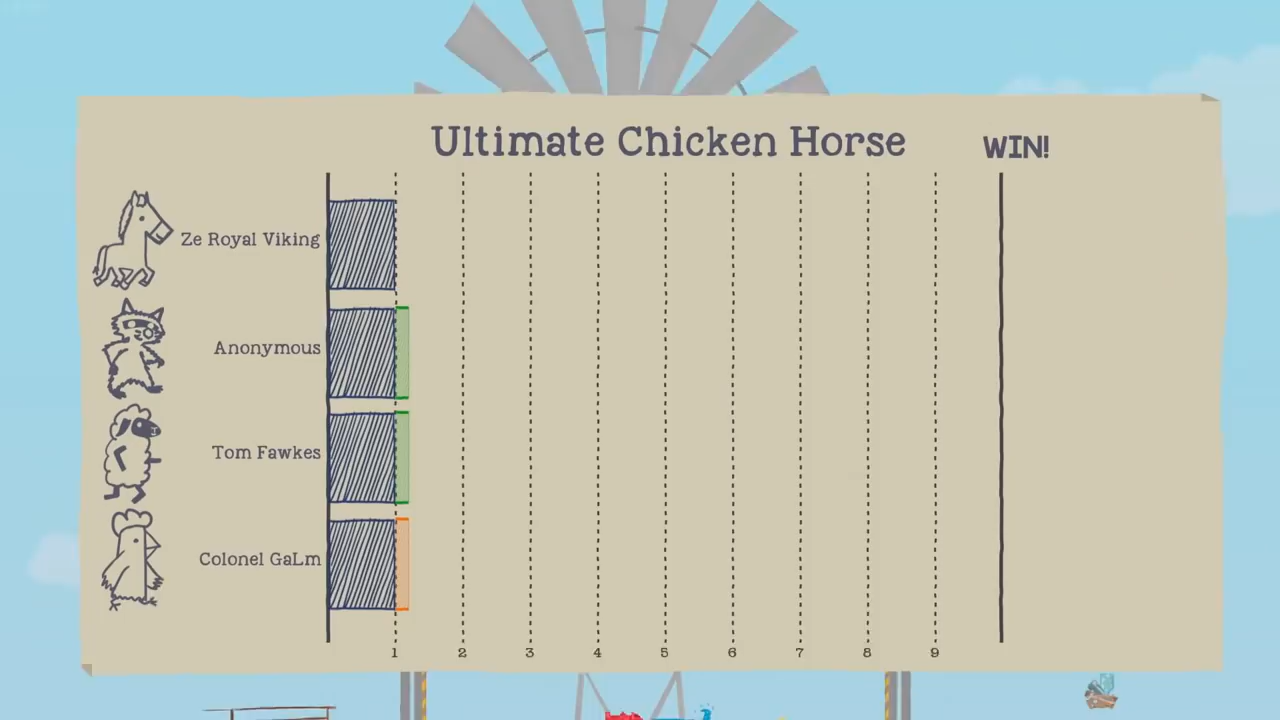 Ultimate Chicken Horse
WIN!
Ze Royal Viking
Anonymous
Tom Fawkes
Colonel GaLm
1 2 3 4 5 6 7 8 9